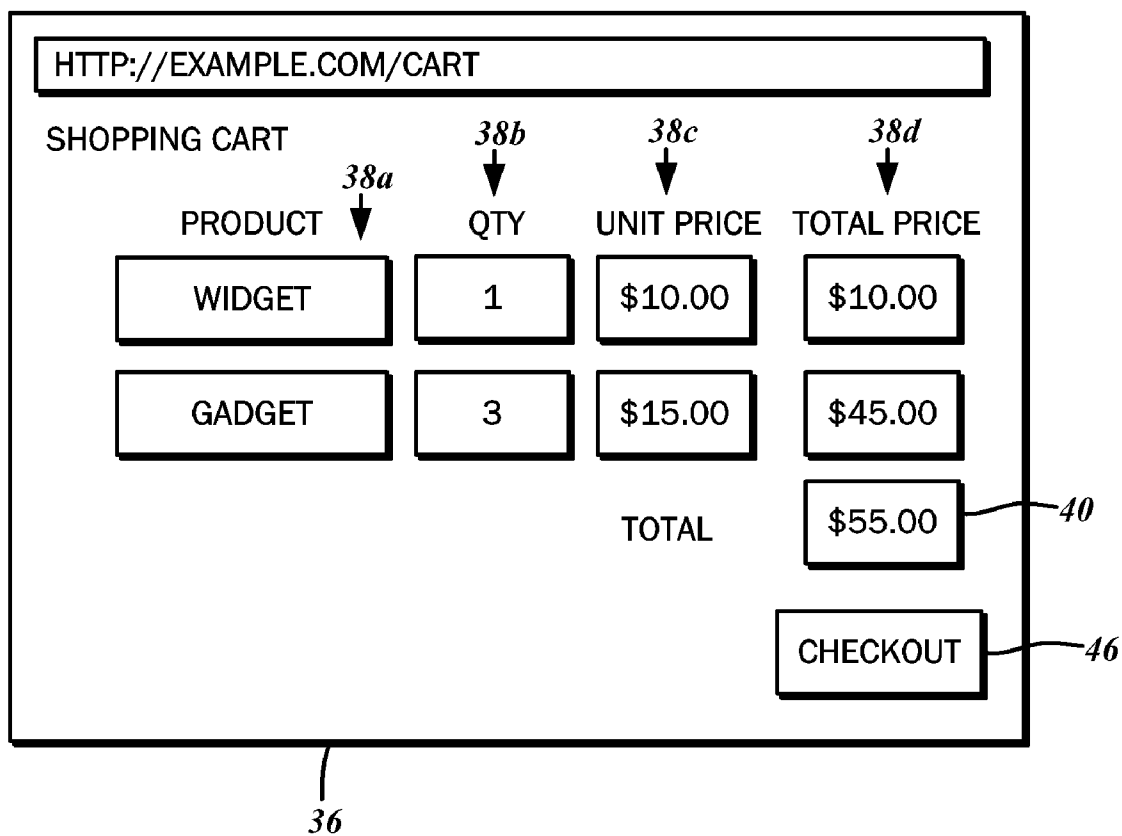 HTTP://EXAMPLE.COM/CART
SHOPPING CART
38a 38b 38c 38d
PRODUCT QTY UNIT PRICE TOTAL PRICE
WIDGET 1 $10.00 $10.00
GADGET 3 $15.00 $45.00
TOTAL $55.00 40
CHECKOUT 46
36